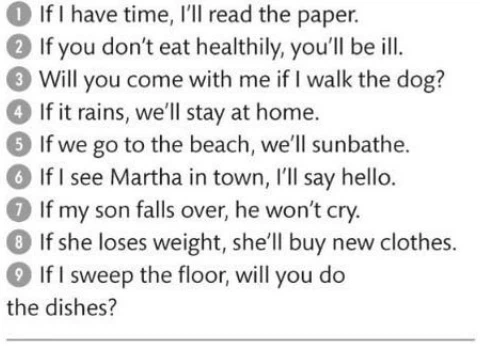 1 If I have time, I'll read the paper.
2 If you don't eat healthily, you'll be ill.
3 Will you come with me if I walk the dog?
4 If it rains, we'll stay at home.
5 If we go to the beach, we'll sunbathe.
6 If I see Martha in town, I'll say hello.
7 If my son falls over, he won't cry.
8 If she loses weight, she'll buy new clothes.
9 If I sweep the floor, will you do
the dishes?